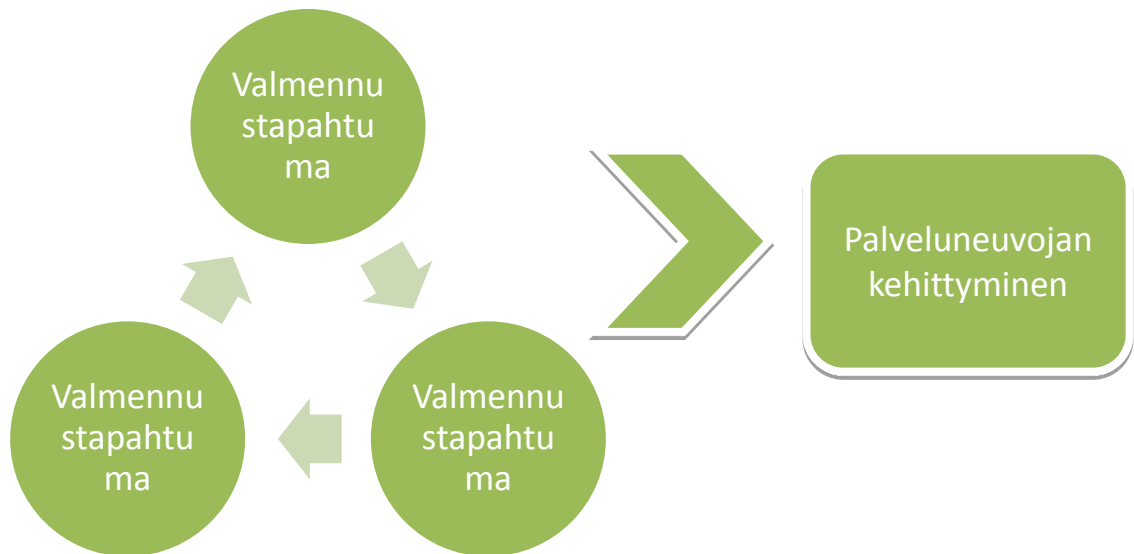 Valmennu
stapahtu
ma
Palveluneuvojan
kehittyminen
Valmennu
stapahtu
ma
Valmennu
stapahtu
ma